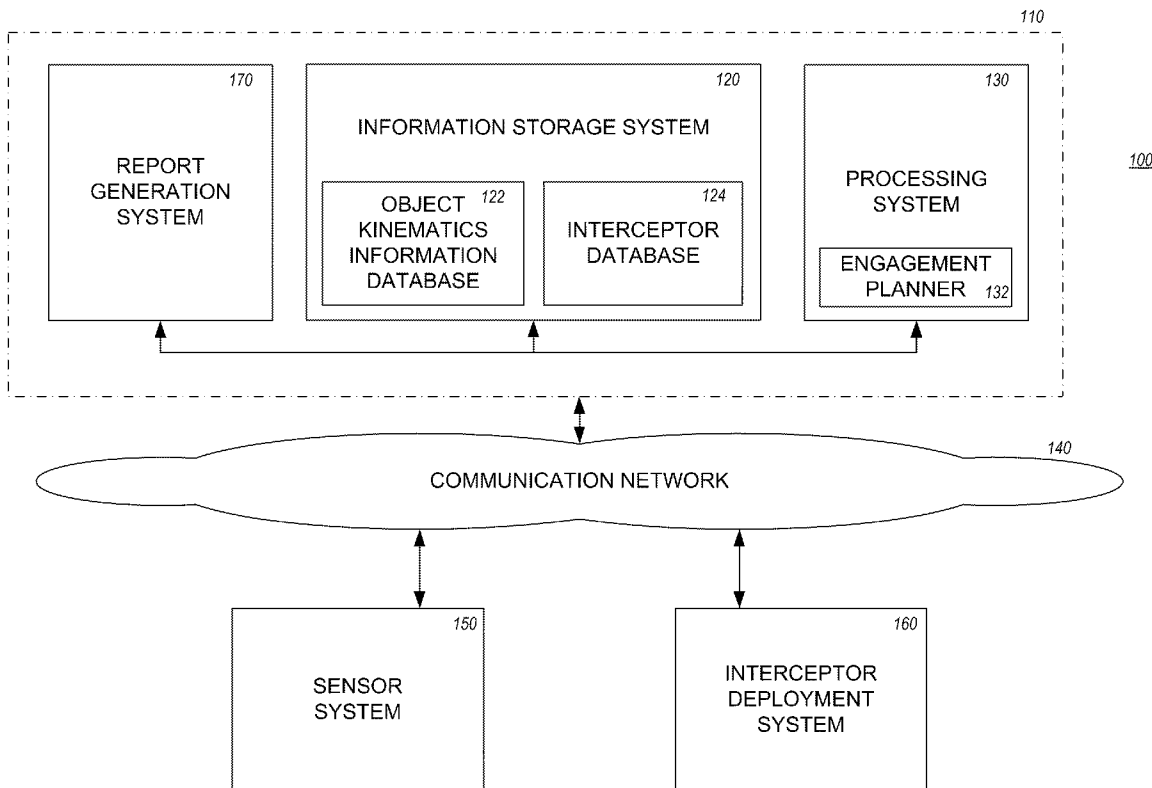 110
170
REPORT
GENERATION
SYSTEM
120
INFORMATION STORAGE SYSTEM
122
OBJECT
KINEMATICS
INFORMATION
DATABASE
124
INTERCEPTOR
DATABASE
130
PROCESSING
SYSTEM
ENGAGEMENT
PLANNER
132
100
140
COMMUNICATION NETWORK
150
SENSOR
SYSTEM
160
INTERCEPTOR
DEPLOYMENT
SYSTEM